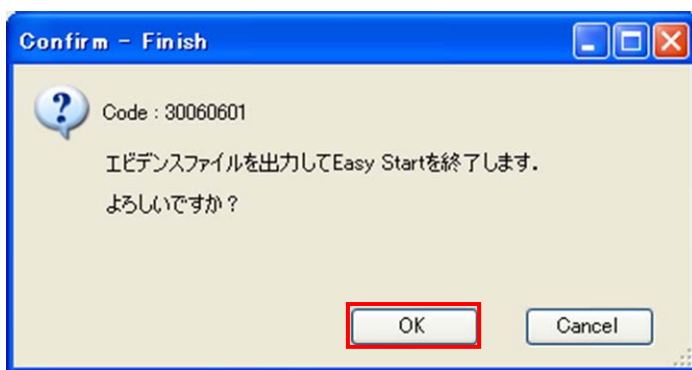 Confirm - Finish
Code : 30060601
エビデンスファイルを出力してEasy Startを終了します.
よろしいですか？
OK
Cancel